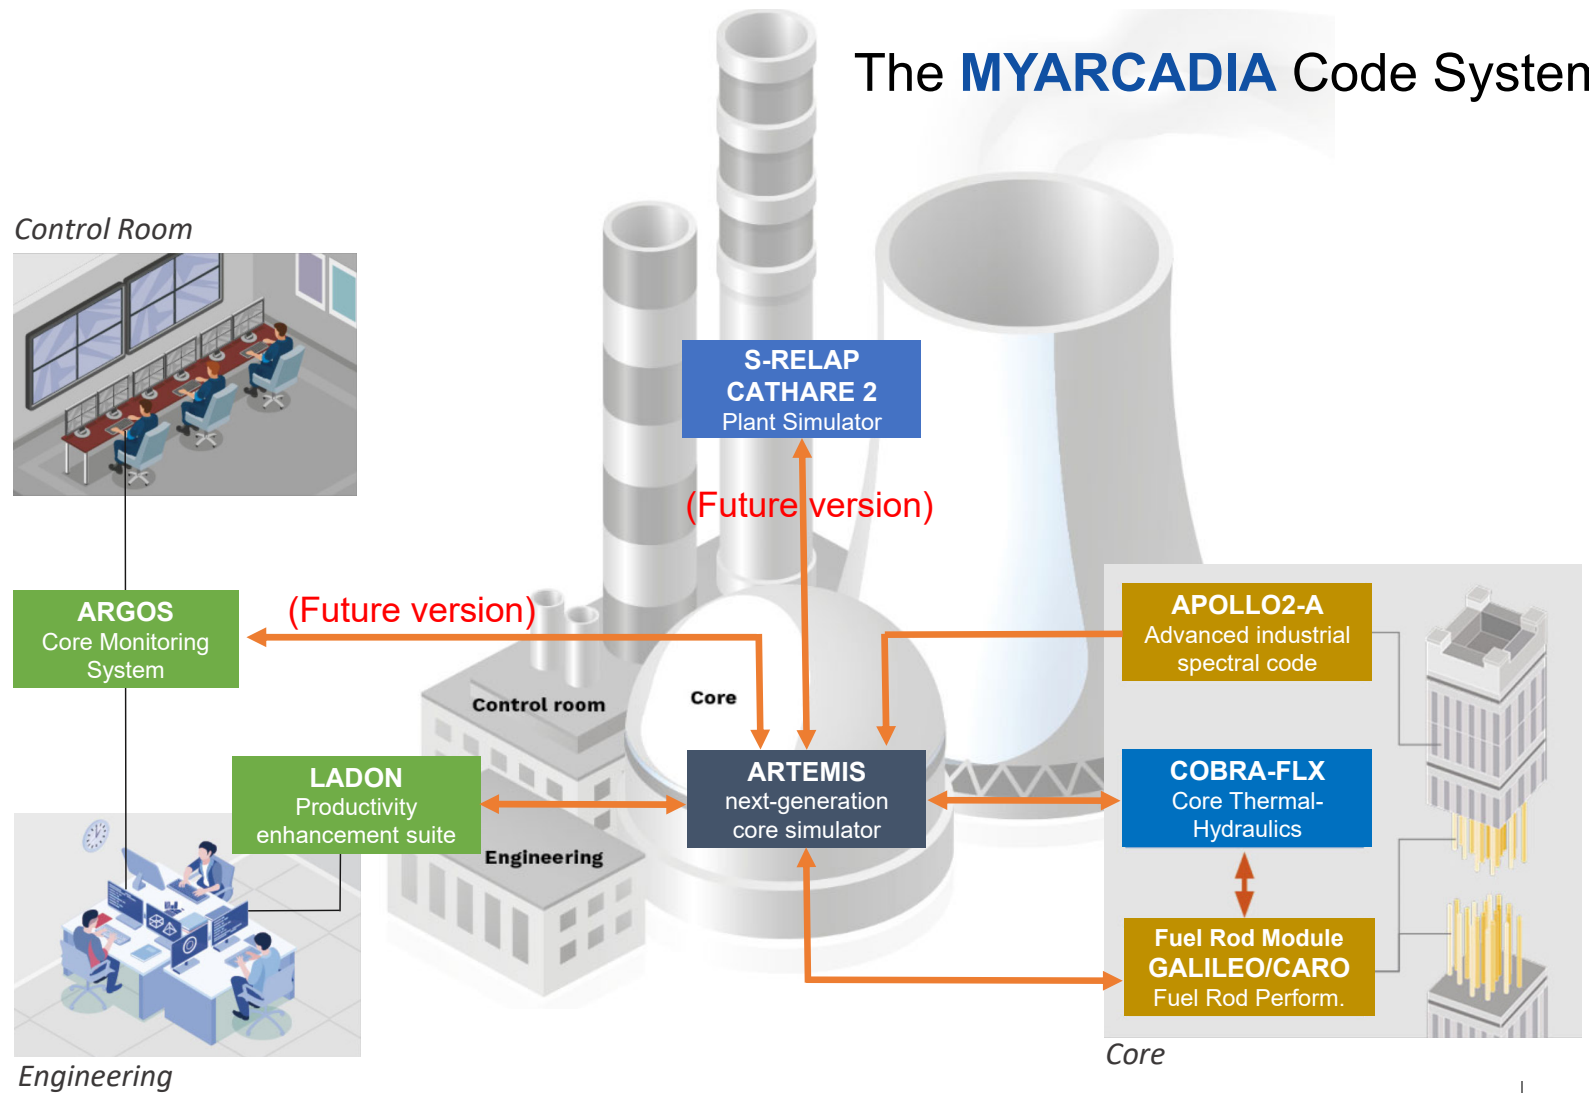 The MYARCADIA Code System
Control Room
S-RELAP
CATHARE 2
Plant Simulator
(Future version)
ARGOS
Core Monitoring
System
(Future version)
APOLLO2-A
Advanced industrial
spectral code
Control room
Core
LADON
Productivity
enhancement suite
ARTEMIS
next-generation
core simulator
COBRA-FLX
Core Thermal-
Hydraulics
Engineering
Fuel Rod Module
GALILEO/CARO
Fuel Rod Perform.
Core
Engineering